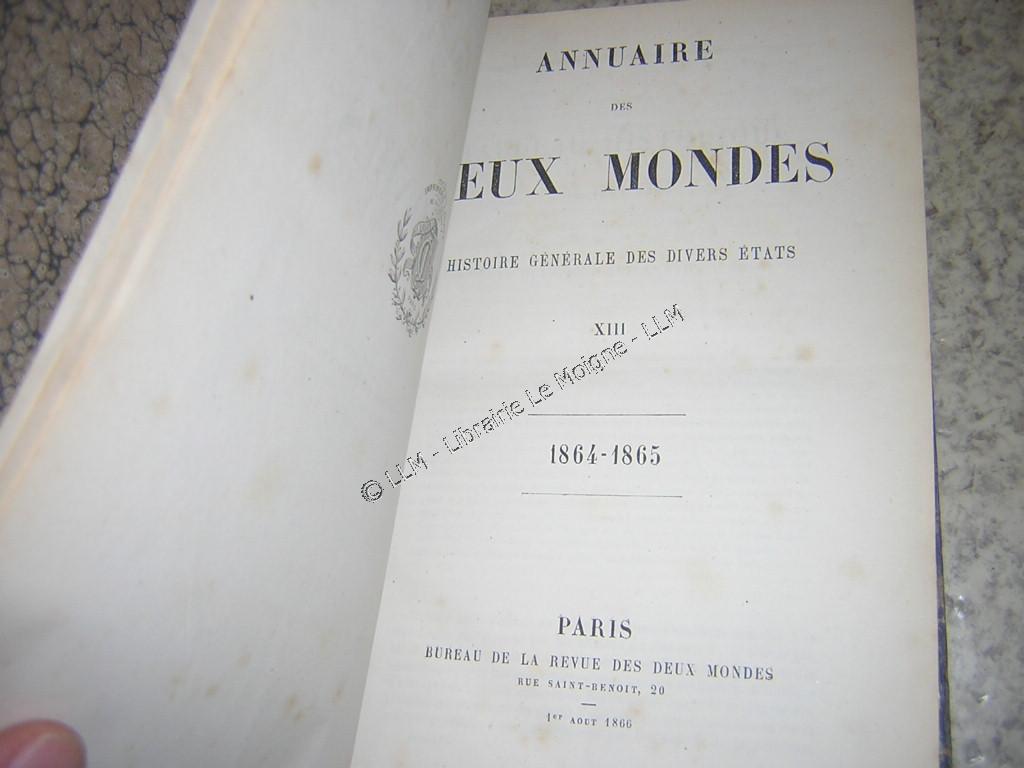 ANNUAIRE
DES
EUX MONDES
HISTOIRE GÉNÉRALE DES DIVERS ÉTATS
XIII
© LLM - Librairie Le Moigne - LLM
1864-1865
PARIS
BUREAU DE LA REVUE DES DEUX MONDES
RUE SAINT-BENOIT, 20
1er AOUT 1866